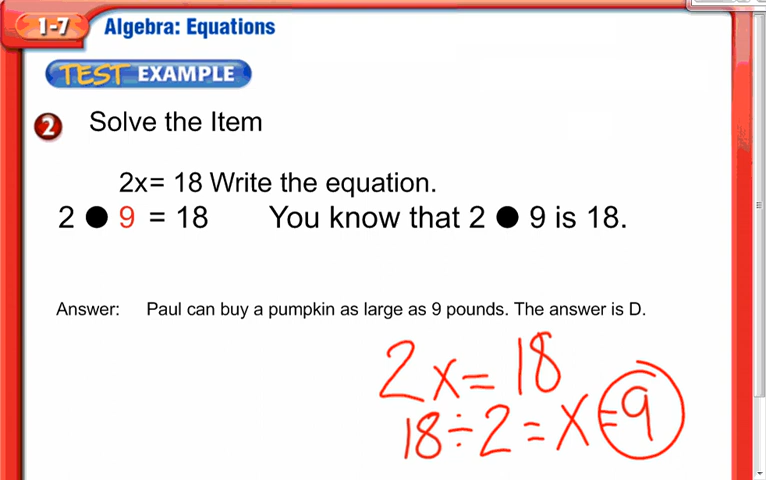 1-7 Algebra: Equations
TEST EXAMPLE
2 Solve the Item
2x= 18 Write the equation.
2 ● 9 = 18 You know that 2 ● 9 is 18.
Answer: Paul can buy a pumpkin as large as 9 pounds. The answer is D.
2x=18
18÷2=x=9